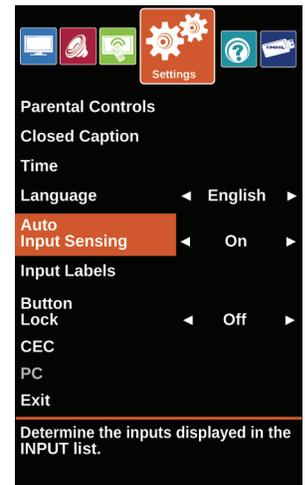 Settings
MHL
Parental Controls
Closed Caption
Time
Language ◄ English ►
Auto
Input Sensing ◄ On ►
Input Labels
Button
Lock ◄ Off ►
CEC
PC
Exit
Determine the inputs displayed in the
INPUT list.